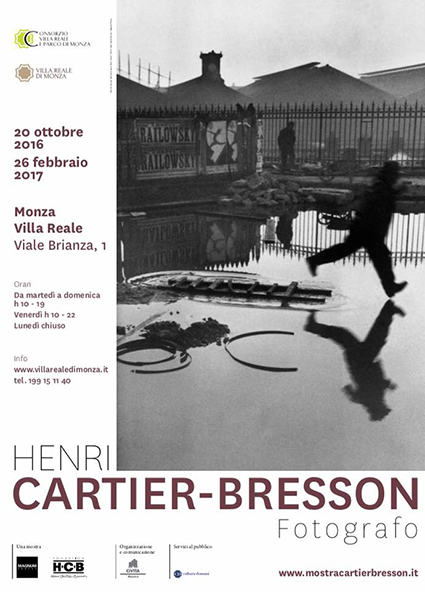 CONSORZIO
VILLA REALE
E PARCO DI MONZA
VILLA REALE
DI MONZA
20 ottobre
2016
26 febbraio
2017
Monza
Villa Reale
Viale Brianza, 1
Orari
Da martedì a domenica
h 10 - 19
Venerdì h 10 - 22
Lunedì chiuso
Info
www.villarealedimonza.it
tel. 199 15 11 40
RAILOWSKY
RAILOWSKY
HENRI
CARTIER-BRESSON
Fotografo
Una mostra
MAGNUM
H·C·B
Organizzazione
e comunicazione
CIVITA
Servizi al pubblico
www.mostracartierbresson.it